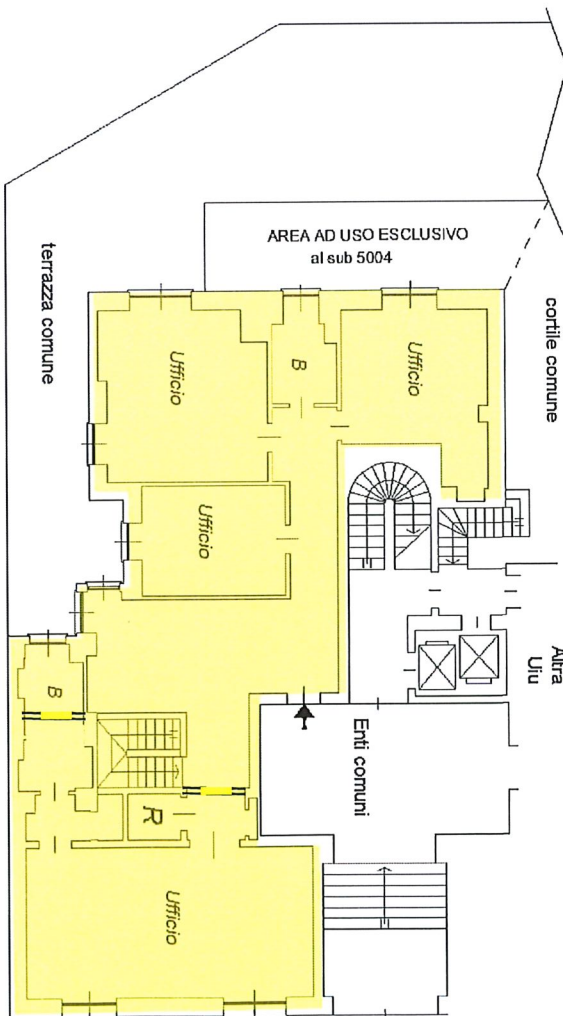 AREA AD USO ESCLUSIVO
al sub 5004
cortile comune
terrazza comune
Ufficio
B
Ufficio
Ufficio
Altra
Uiu
Enti comuni
B
R
Ufficio